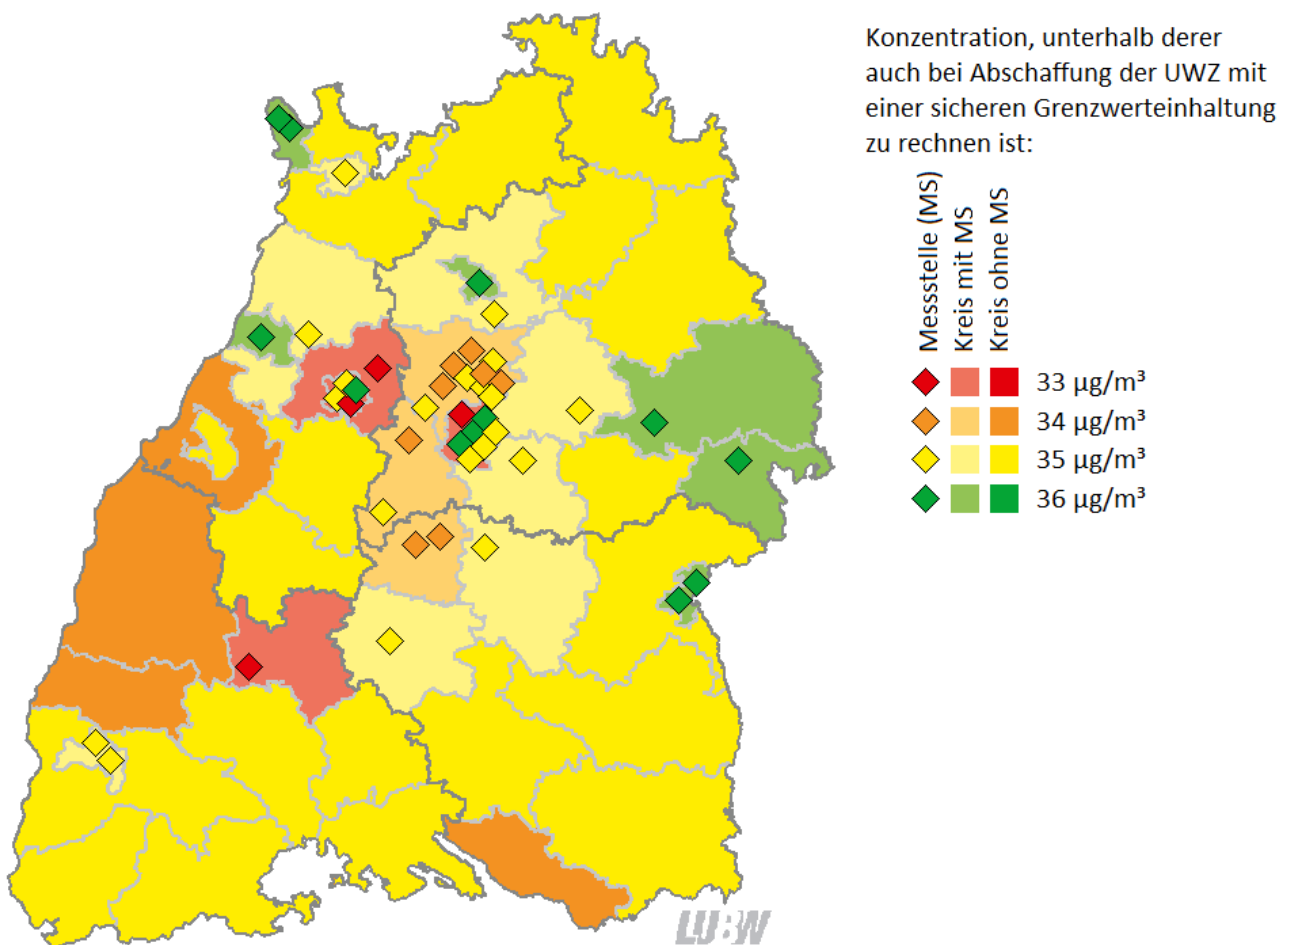 Konzentration, unterhalb derer
auch bei Abschaffung der UWZ mit
einer sicheren Grenzwerteinhaltung
zu rechnen ist:
Messstelle (MS)
Kreis mit MS
Kreis ohne MS
33 µg/m³
34 µg/m³
35 µg/m³
36 µg/m³
LUBW